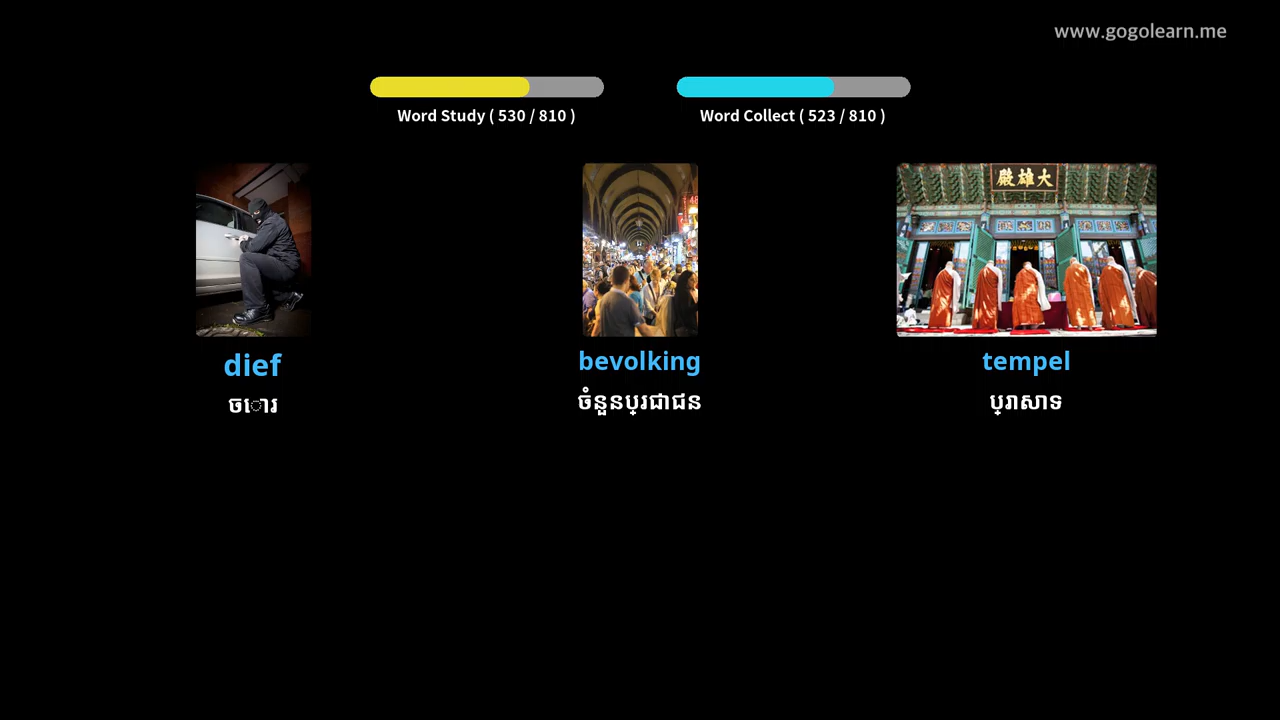 www.gogolearn.me
Word Study ( 530 / 810 )
Word Collect ( 523 / 810 )
大雄殿
dief
bevolking
tempel
ចោរ
ចំនួនប្រជាជន
ប្រាសាទ